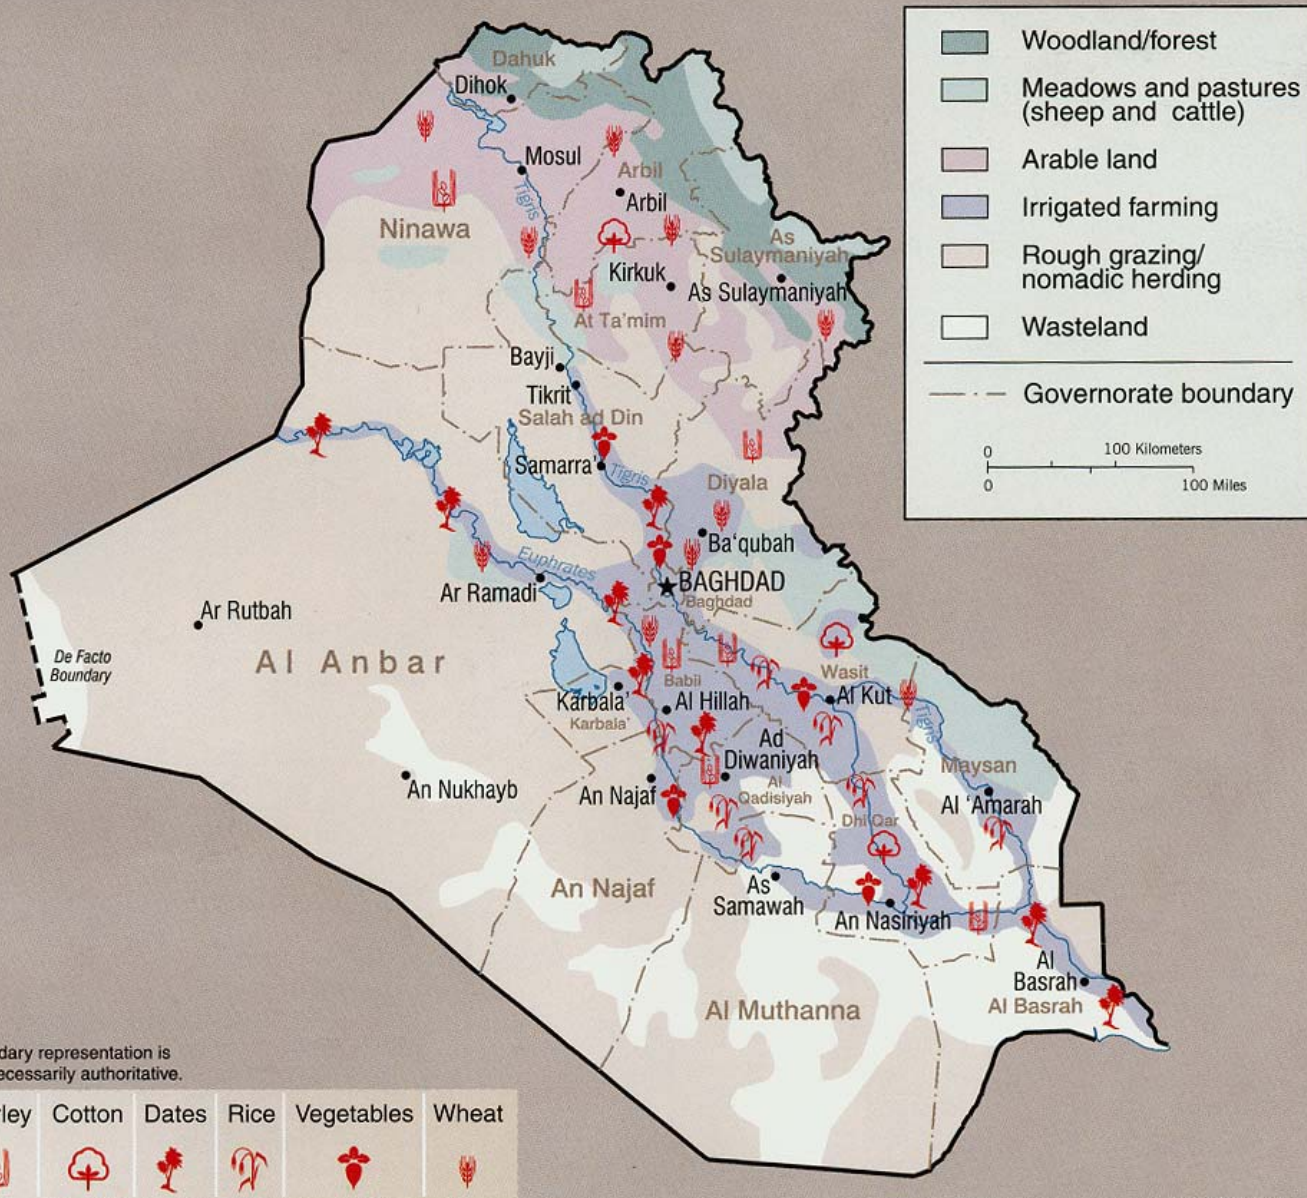 Woodland/forest
Meadows and pastures
(sheep and cattle)
Arable land
Irrigated farming
Rough grazing/
nomadic herding
Wasteland
Governorate boundary
0 100 Kilometers
0 100 Miles
Dahuk
Dihok
Mosul
Arbil
Arbil
Tigris
Ninawa
As
Sulaymaniyah
Kirkuk
As Sulaymaniyah
At Ta'mim
Bayji
Tikrit
Salah ad Din
Samarra'
Tigris
Diyala
Ba'qubah
Euphrates
BAGHDAD
Baghdad
Ar Ramadi
Ar Rutbah
Al Anbar
De Facto
Boundary
Wasit
Babil
Karbala'
Karbala'
Al Hillah
Al Kut
Tigris
Ad
Diwaniyah
Al
Qadisiyah
Maysan
Al 'Amarah
An Nukhayb
An Najaf
Dhi Qar
An Najaf
As
Samawah
An Nasiriyah
Al
Basrah
Al Basrah
Al Muthanna
dary representation is
ecessarily authoritative.
ley Cotton Dates Rice Vegetables Wheat